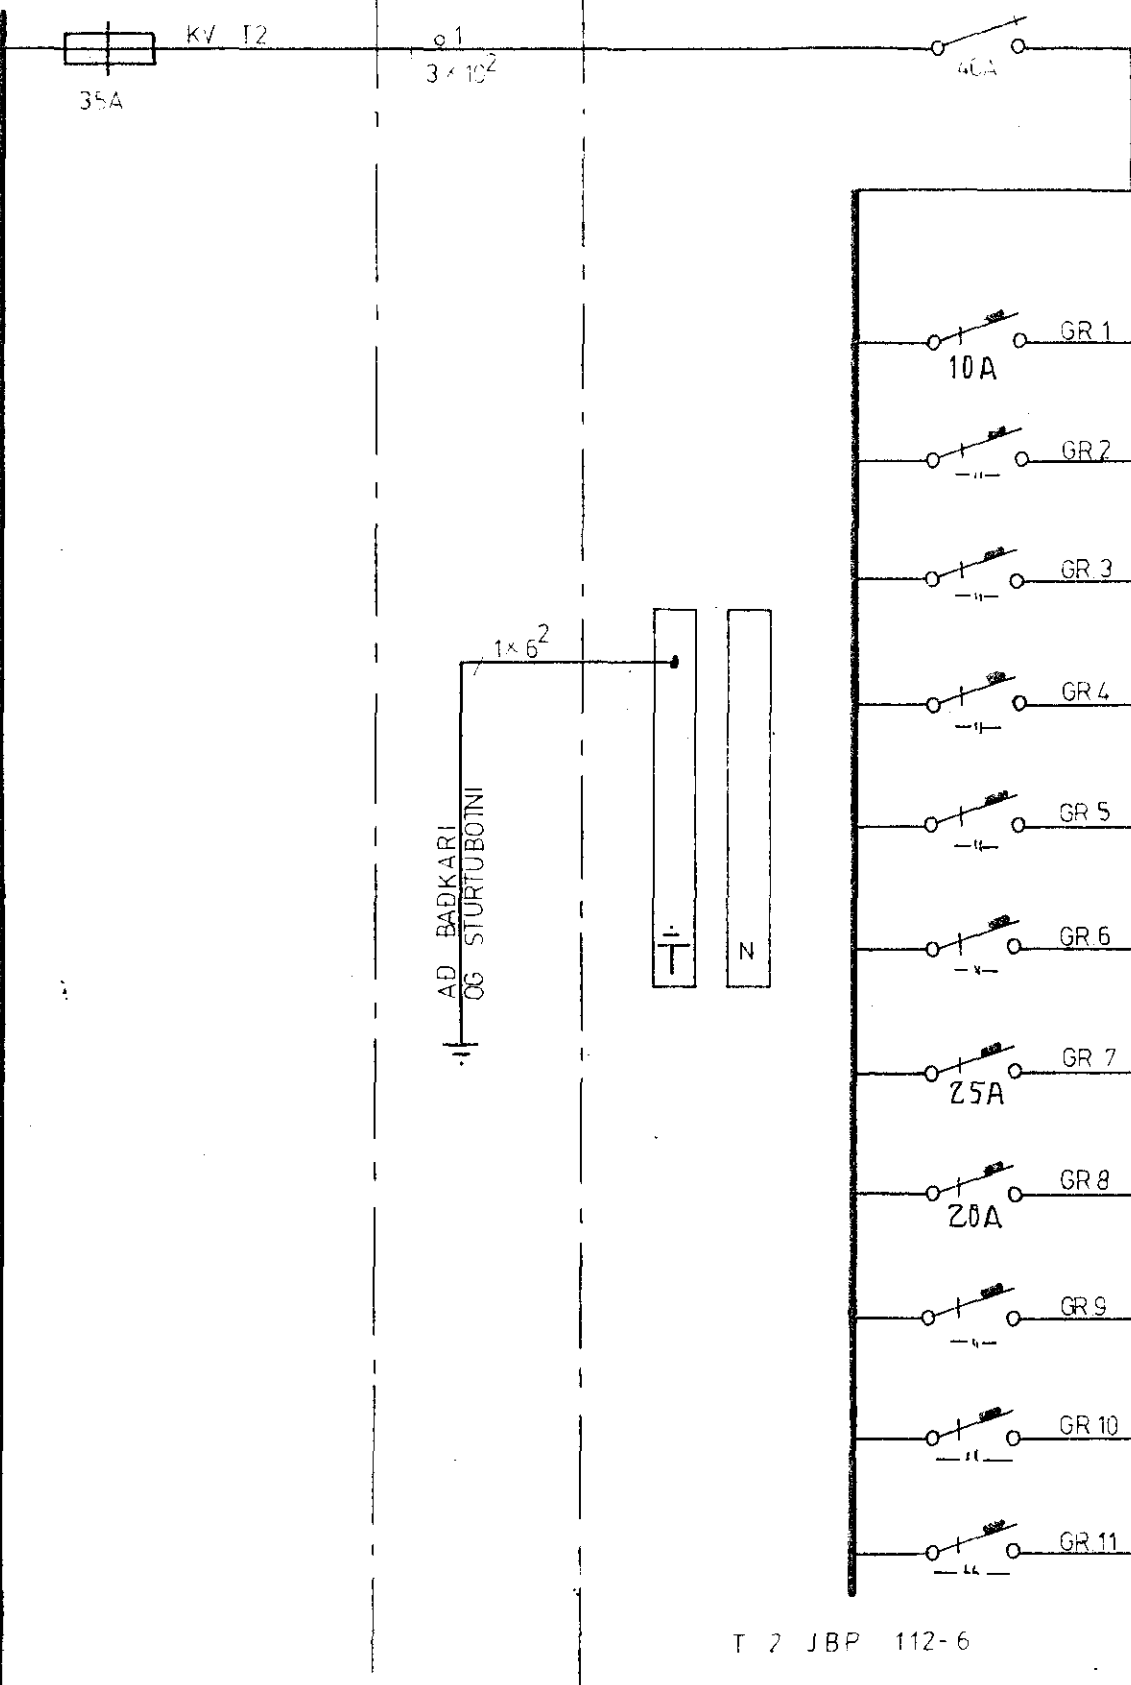 KV T2
o 1
3 × 10²
35A
40A
GR 1
10A
GR 2
—"—
GR 3
—"—
1 × 6²
GR 4
—"—
GR 5
—"—
AÐ BAÐKARI
OG STURTUBOTNI
GR 6
—"—
N
GR 7
25A
GR 8
20A
GR 9
—"—
GR 10
—"—
GR 11
—"—
T 2 JBP 112-6